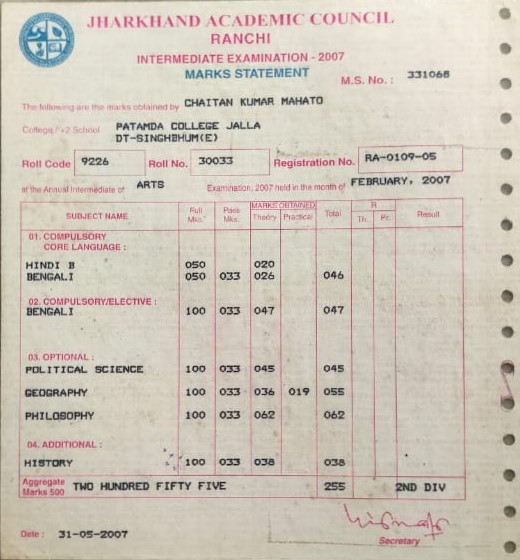 JHARKHAND ACADEMIC COUNCIL
RANCHI
INTERMEDIATE EXAMINATION - 2007
MARKS STATEMENT
M.S. No. : 331068
The following are the marks obtained by CHAITAN KUMAR MAHATO
College / +2 School PATAMDA COLLEGE JALLA
DT-SINGHBHUM(E)
Roll Code 9226 Roll No. 30033 Registration No. RA-0109-05
at the Annual Intermediate of ARTS Examination, 2007 held in the month of FEBRUARY, 2007
SUBJECT NAME Full Mks. Pass Mks. MARKS OBTAINED Theory Practical Total R Th. Pr. Result
01. COMPULSORY
CORE LANGUAGE :
HINDI B 050 020
BENGALI 050 033 026 046
02. COMPULSORY/ELECTIVE :
BENGALI 100 033 047 047
03. OPTIONAL :
POLITICAL SCIENCE 100 033 045 045
GEOGRAPHY 100 033 036 019 055
PHILOSOPHY 100 033 062 062
04. ADDITIONAL :
HISTORY 100 033 038 038
Aggregate Marks 500 TWO HUNDRED FIFTY FIVE 255 2ND DIV
Date : 31-05-2007
Secretary